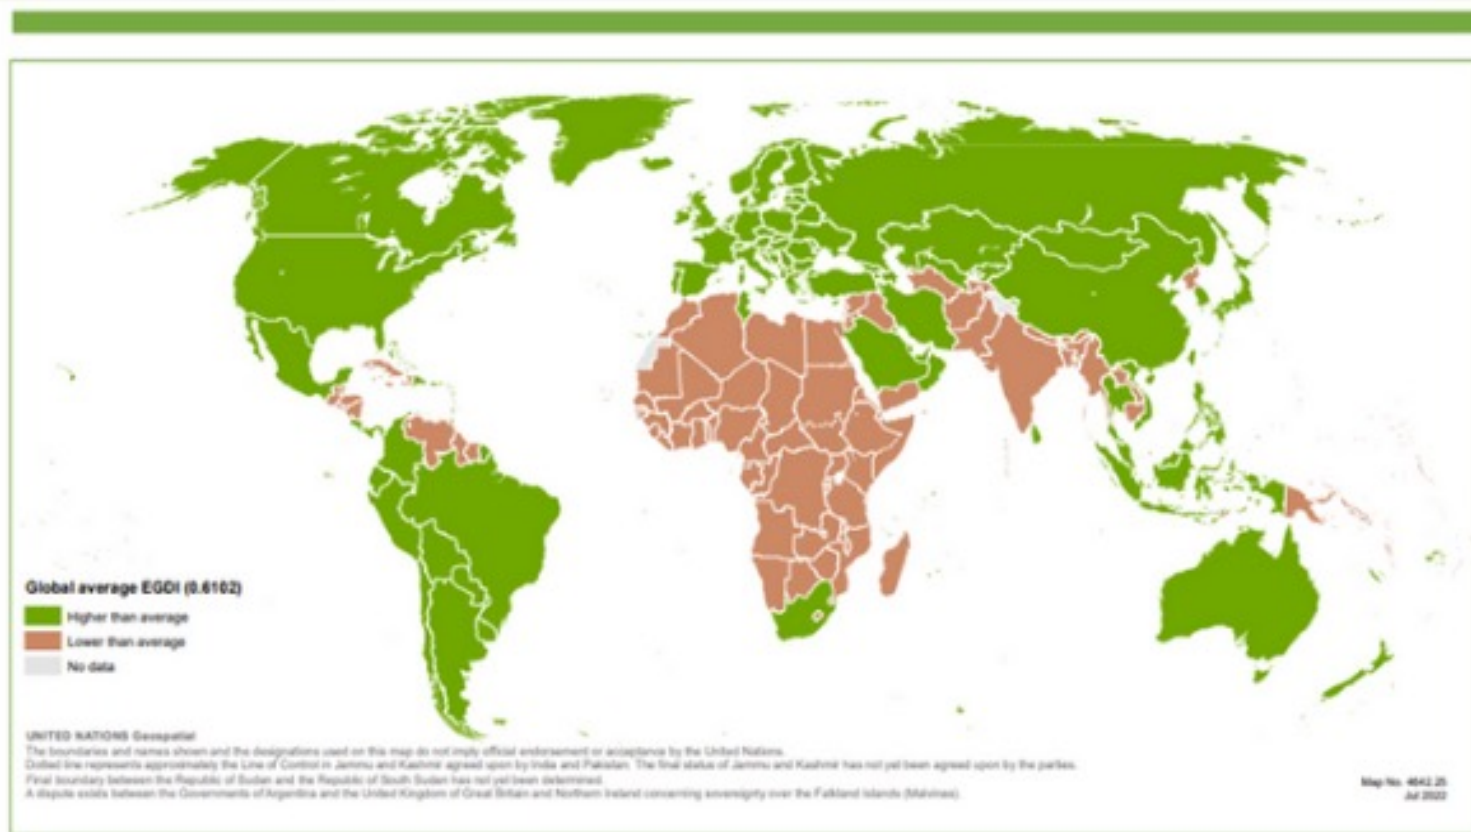 Global average EGDI (0.6102)
Higher than average
Lower than average
No data
UNITED NATIONS Geospatial
The boundaries and names shown and the designations used on this map do not imply official endorsement or acceptance by the United Nations.
Dotted line represents approximately the Line of Control in Jammu and Kashmir agreed upon by India and Pakistan. The final status of Jammu and Kashmir has not yet been agreed upon by the parties.
Final boundary between the Republic of Sudan and the Republic of South Sudan has not yet been determined.
A dispute exists between the Governments of Argentina and the United Kingdom of Great Britain and Northern Ireland concerning sovereignty over the Falkland Islands (Malvinas).
Map No. 4642.25
Jul 2022